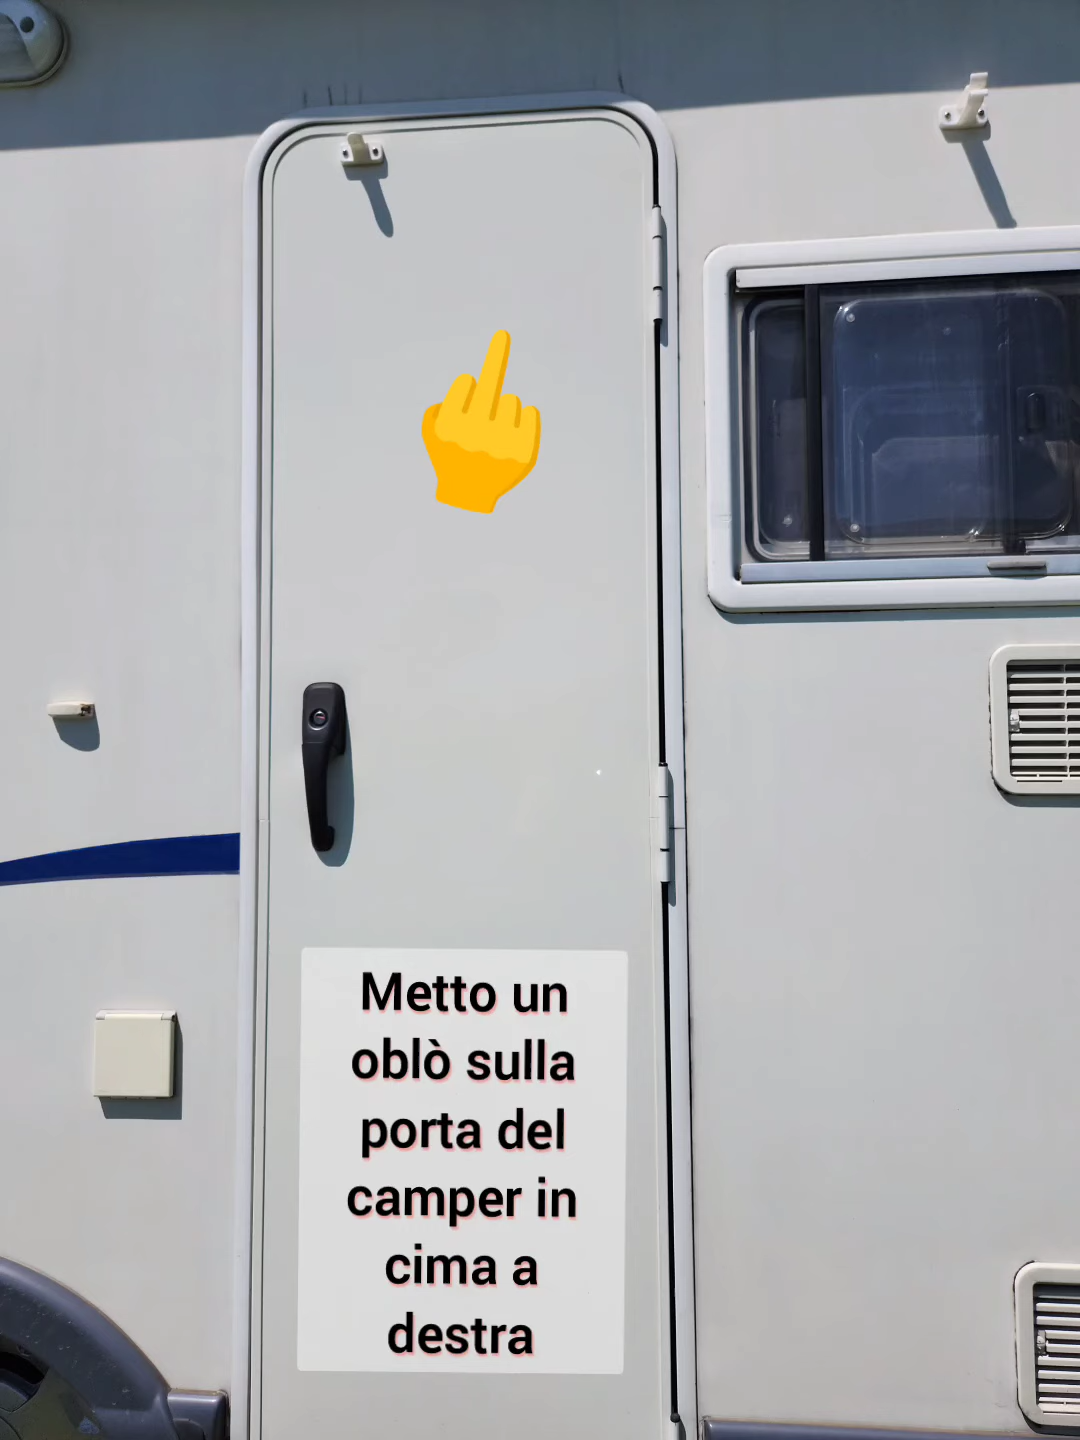 Metto un
oblò sulla
porta del
camper in
cima a
destra